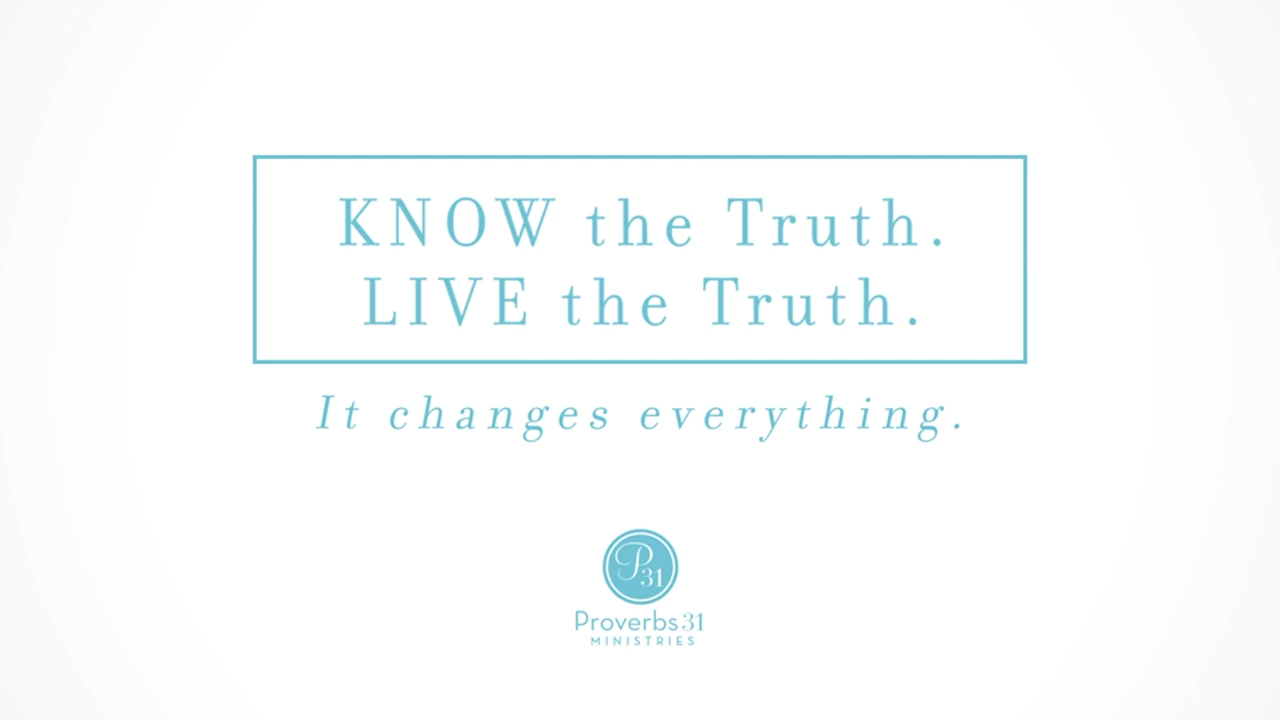 KNOW the Truth.
LIVE the Truth.
It changes everything.
P31
Proverbs 31
MINISTRIES